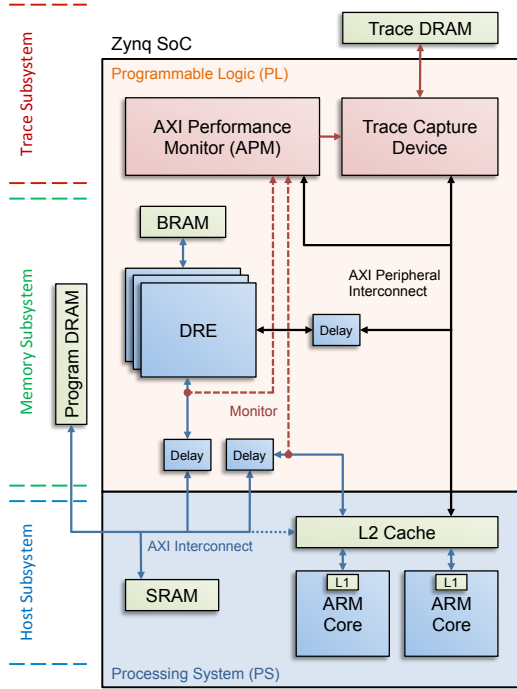 Trace DRAM
Zynq SoC
Programmable Logic (PL)
Trace Subsystem
AXI Performance
Monitor (APM)
Trace Capture
Device
BRAM
Memory Subsystem
Program DRAM
DRE
AXI Peripheral
Interconnect
Delay
Monitor
Delay
Delay
Host Subsystem
AXI Interconnect
L2 Cache
SRAM
L1
ARM
Core
L1
ARM
Core
Processing System (PS)